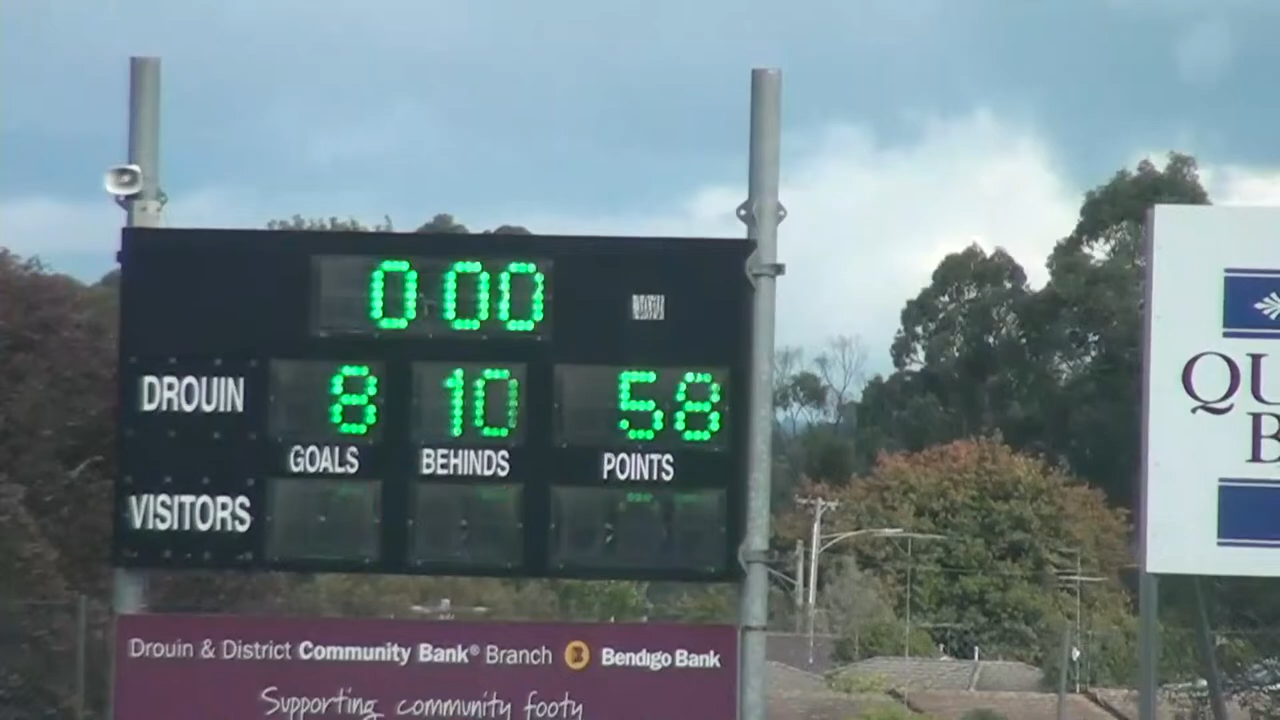 0 00
DROUIN 8 10 58
GOALS BEHINDS POINTS
VISITORS
Drouin & District Community Bank® Branch Bendigo Bank
Supporting community footy